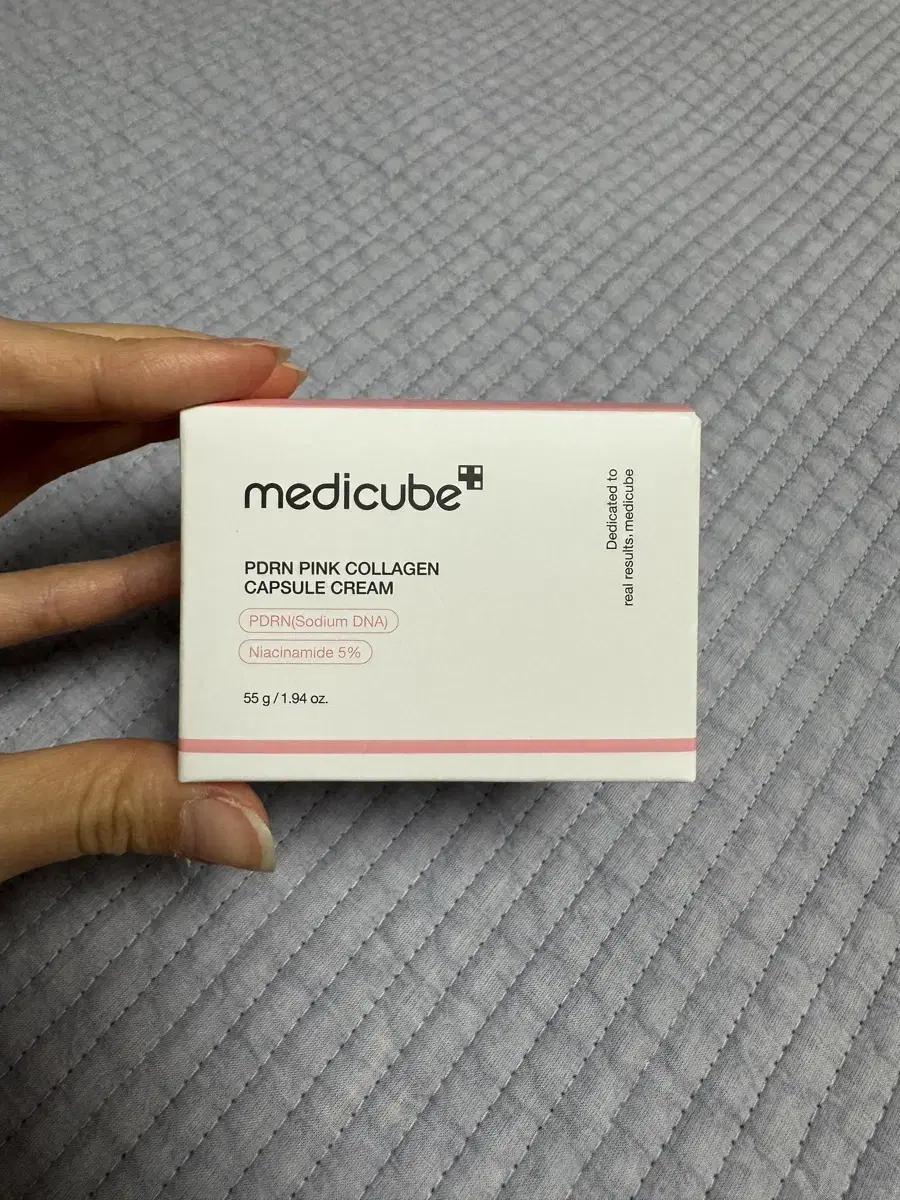 medicube
PDRN PINK COLLAGEN
CAPSULE CREAM
PDRN(Sodium DNA)
Niacinamide 5%
55 g / 1.94 oz.
Dedicated to
real results, medicube